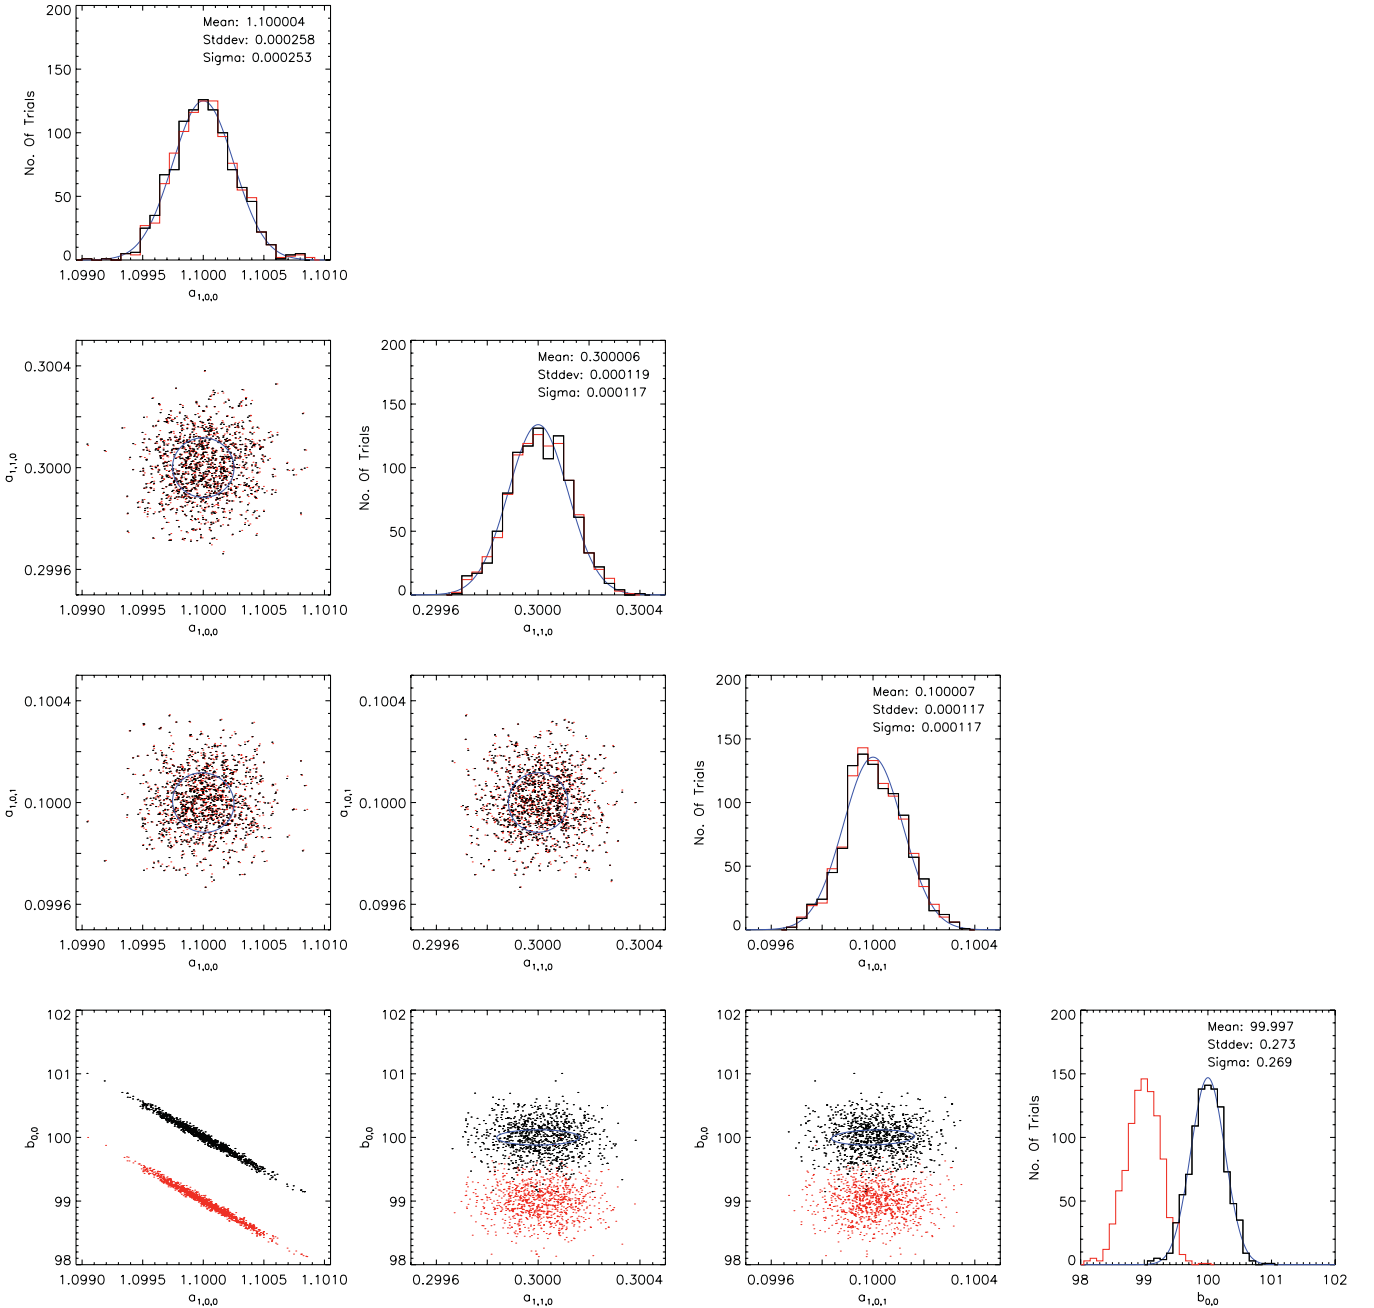 200
Mean: 1.100004
Stddev: 0.000258
Sigma: 0.000253
150
No. Of Trials
100
50
0
1.0990 1.0995 1.1000 1.1005 1.1010
a1,0,0
0.3004
a1,1,0
0.3000
0.2996
1.0990 1.0995 1.1000 1.1005 1.1010
a1,0,0
200
Mean: 0.300006
Stddev: 0.000119
Sigma: 0.000117
150
No. Of Trials
100
50
0
0.2996 0.3000 0.3004
a1,1,0
0.1004
a1,0,1
0.1000
0.0996
1.0990 1.0995 1.1000 1.1005 1.1010
a1,0,0
0.1004
a1,0,1
0.1000
0.0996
0.2996 0.3000 0.3004
a1,1,0
200
Mean: 0.100007
Stddev: 0.000117
Sigma: 0.000117
150
No. Of Trials
100
50
0
0.0996 0.1000 0.1004
a1,0,1
102
101
b0,0
100
99
98
1.0990 1.0995 1.1000 1.1005 1.1010
a1,0,0
102
101
b0,0
100
99
98
0.2996 0.3000 0.3004
a1,1,0
102
101
b0,0
100
99
98
0.0996 0.1000 0.1004
a1,0,1
200
Mean: 99.997
Stddev: 0.273
Sigma: 0.269
150
No. Of Trials
100
50
0
98 99 100 101 102
b0,0